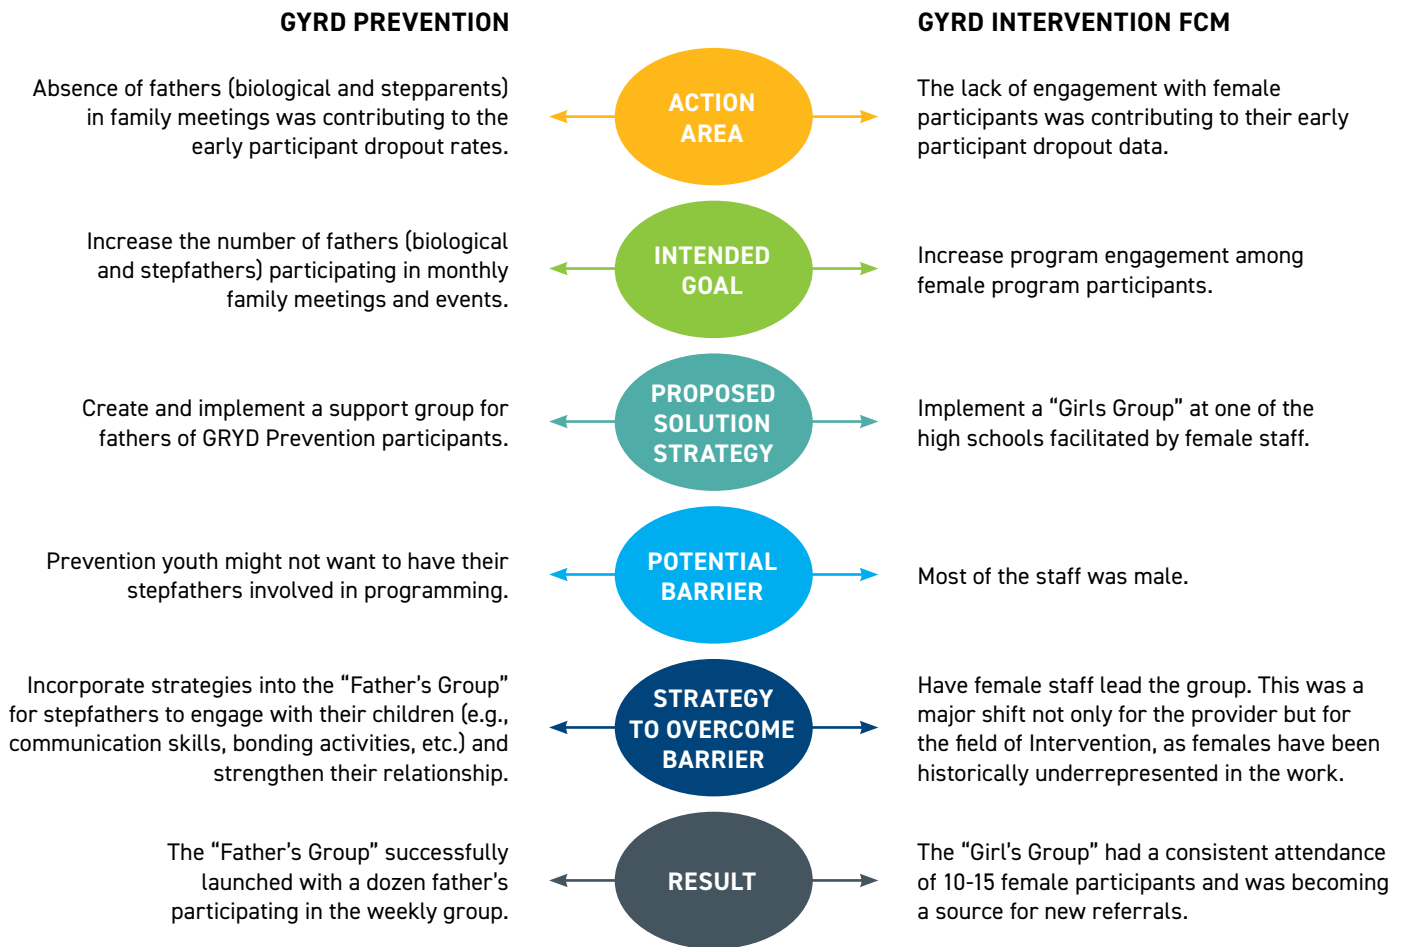 GYRD PREVENTION
GYRD INTERVENTION FCM
Absence of fathers (biological and stepparents)
in family meetings was contributing to the
early participant dropout rates.
ACTION
AREA
The lack of engagement with female
participants was contributing to their early
participant dropout data.
Increase the number of fathers (biological
and stepfathers) participating in monthly
family meetings and events.
INTENDED
GOAL
Increase program engagement among
female program participants.
Create and implement a support group for
fathers of GRYD Prevention participants.
PROPOSED
SOLUTION
STRATEGY
Implement a “Girls Group” at one of the
high schools facilitated by female staff.
Prevention youth might not want to have their
stepfathers involved in programming.
POTENTIAL
BARRIER
Most of the staff was male.
Incorporate strategies into the “Father’s Group”
for stepfathers to engage with their children (e.g.,
communication skills, bonding activities, etc.) and
strengthen their relationship.
STRATEGY
TO OVERCOME
BARRIER
Have female staff lead the group. This was a
major shift not only for the provider but for
the field of Intervention, as females have been
historically underrepresented in the work.
The “Father’s Group” successfully
launched with a dozen father’s
participating in the weekly group.
RESULT
The “Girl’s Group” had a consistent attendance
of 10-15 female participants and was becoming
a source for new referrals.